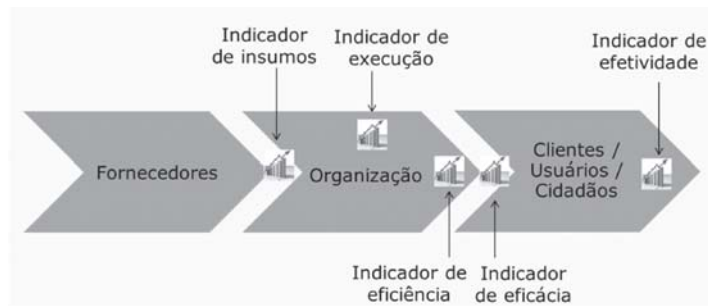 Indicador
de insumos
Indicador de
execução
Indicador de
efetividade
Fornecedores
Organização
Clientes /
Usuários /
Cidadãos
Indicador de
eficiência
Indicador
de eficácia